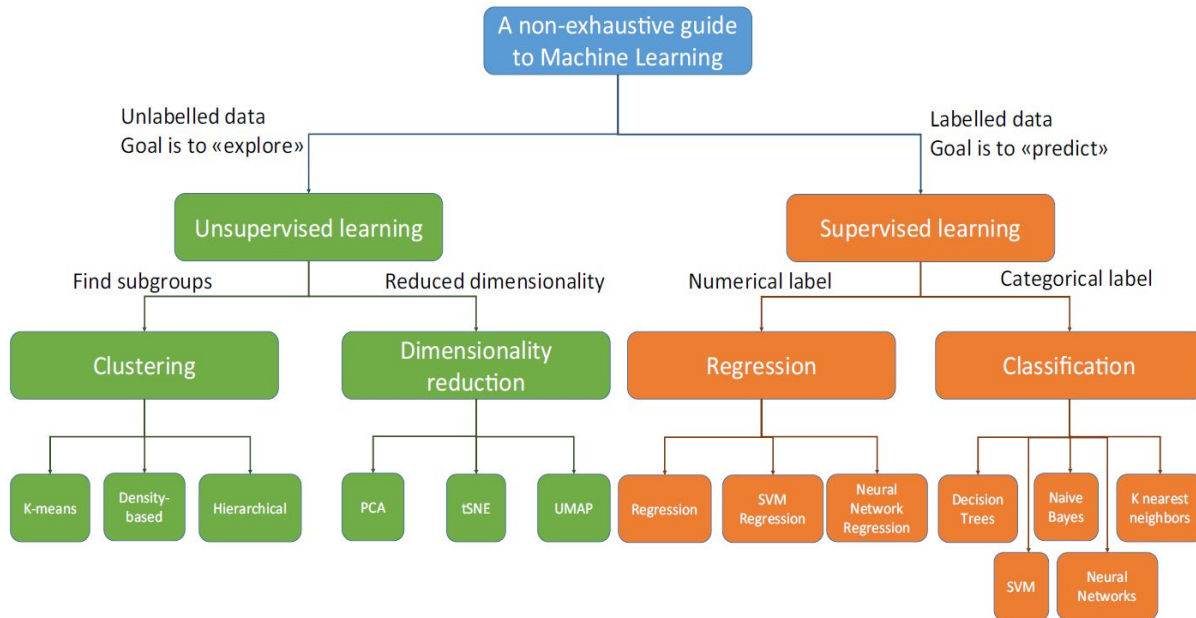 A non-exhaustive guide
to Machine Learning
Unlabelled data
Goal is to «explore»
Labelled data
Goal is to «predict»
Unsupervised learning
Supervised learning
Find subgroups
Reduced dimensionality
Numerical label
Categorical label
Clustering
Dimensionality
reduction
Regression
Classification
K-means
Density-
based
Hierarchical
PCA
tSNE
UMAP
Regression
SVM
Regression
Neural
Network
Regression
Decision
Trees
Naive
Bayes
K nearest
neighbors
SVM
Neural
Networks